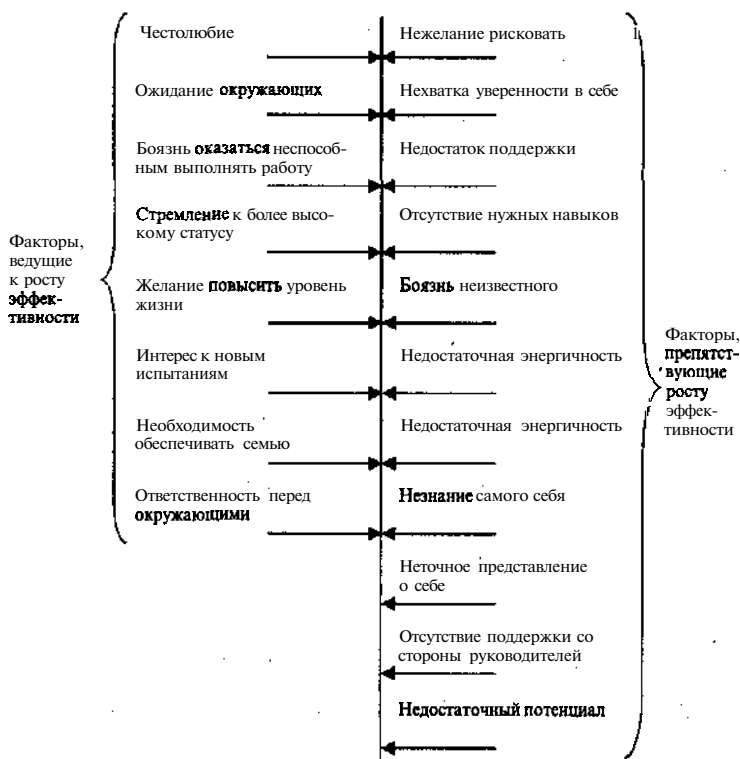 Честолюбие
Ожидание окружающих
Боязнь оказаться неспособ-
ным выполнять работу
Стремление к более высо-
кому статусу
Желание повысить уровень
жизни
Интерес к новым
испытаниям
Необходимость
обеспечивать семью
Ответственность перед
окружающими
Факторы,
ведущие
к росту
эффек-
тивности
Нежелание рисковать
Нехватка уверенности в себе
Недостаток поддержки
Отсутствие нужных навыков
Боязнь неизвестного
Недостаточная энергичность
Недостаточная энергичность
Незнание самого себя
Неточное представление
о себе
Отсутствие поддержки со
стороны руководителей
Недостаточный потенциал
Факторы,
препятст-
вующие
росту
эффек-
тивности